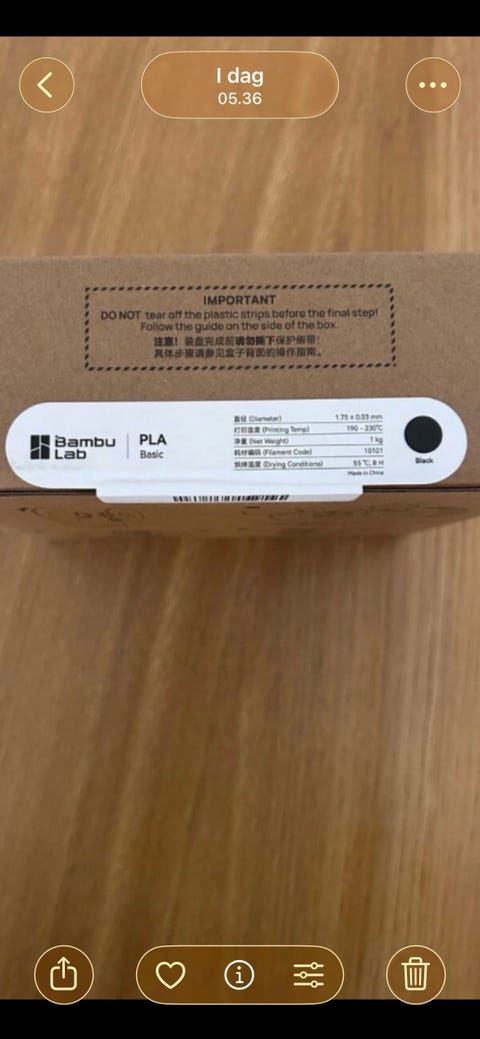 I dag
05.36
IMPORTANT
DO NOT tear off the plastic strips before the final step!
Follow the guide on the side of the box.
注意！装盘完成前请勿撕下保护绑带！
具体步骤请参见盒子背面的操作指南。
Bambu Lab
PLA Basic
直径 (Diameter) 1.75 ± 0.03 mm
打印温度 (Printing Temp) 190 - 230℃
净重 (Net Weight) 1 kg
耗材编码 (Filament Code) 10101
烘烤温度 (Drying Conditions) 55 ℃, 8 H
Made in China
Black